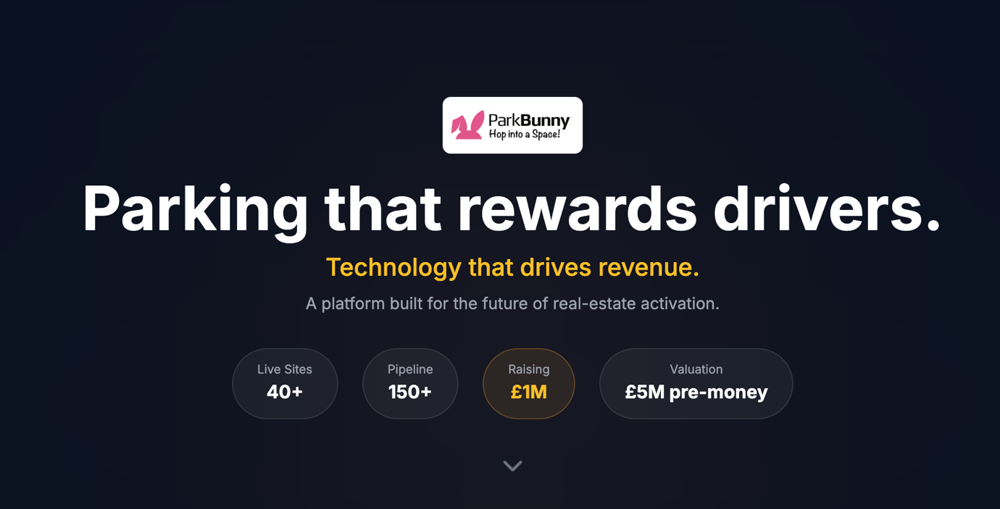 ParkBunny
Hop into a Space!
Parking that rewards drivers.
Technology that drives revenue.
A platform built for the future of real-estate activation.
Live Sites
40+
Pipeline
150+
Raising
£1M
Valuation
£5M pre-money